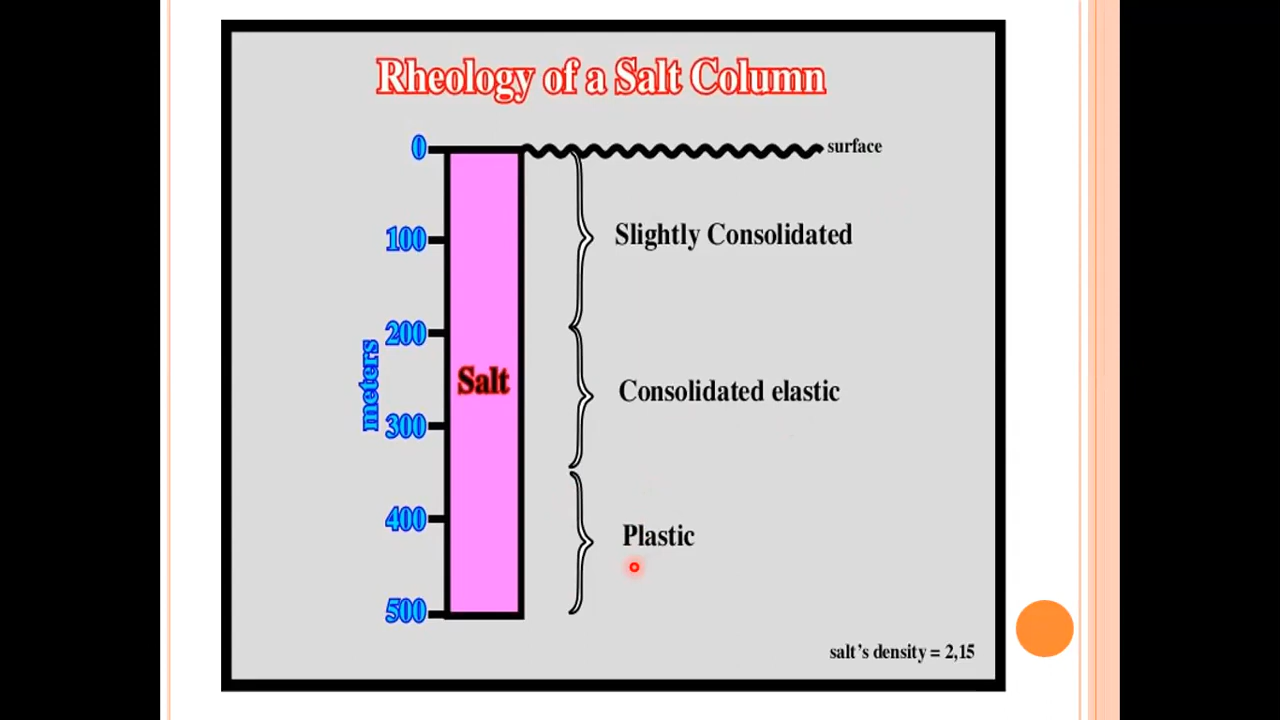 Rheology of a Salt Column
0
surface
100
Slightly Consolidated
200
meters
Salt
Consolidated elastic
300
400
Plastic
500
salt's density = 2,15